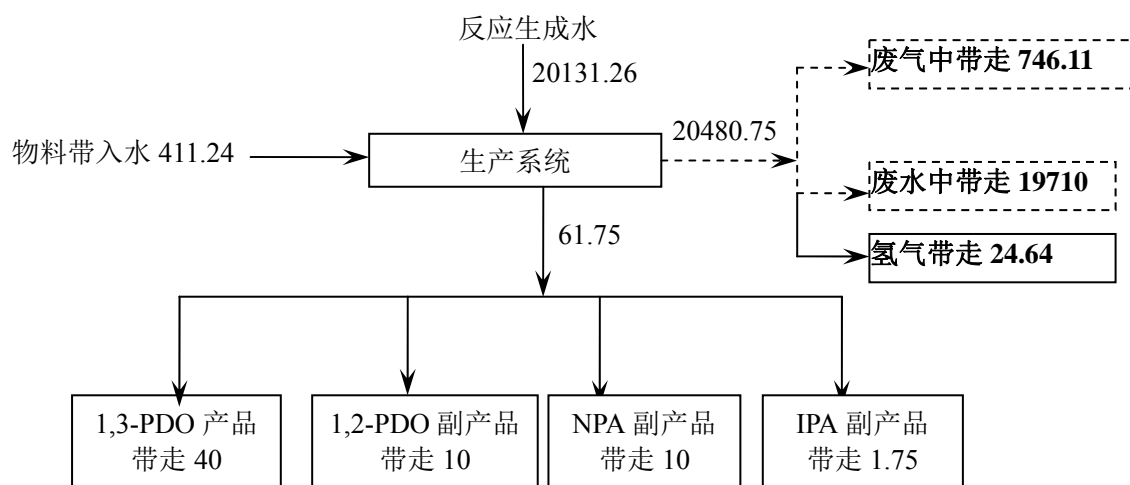 反应生成水
20131.26
废气中带走 746.11
物料带入水 411.24
生产系统
20480.75
废水中带走 19710
61.75
氢气带走 24.64
1,3-PDO 产品
带走 40
1,2-PDO 副产品
带走 10
NPA 副产品
带走 10
IPA 副产品
带走 1.75